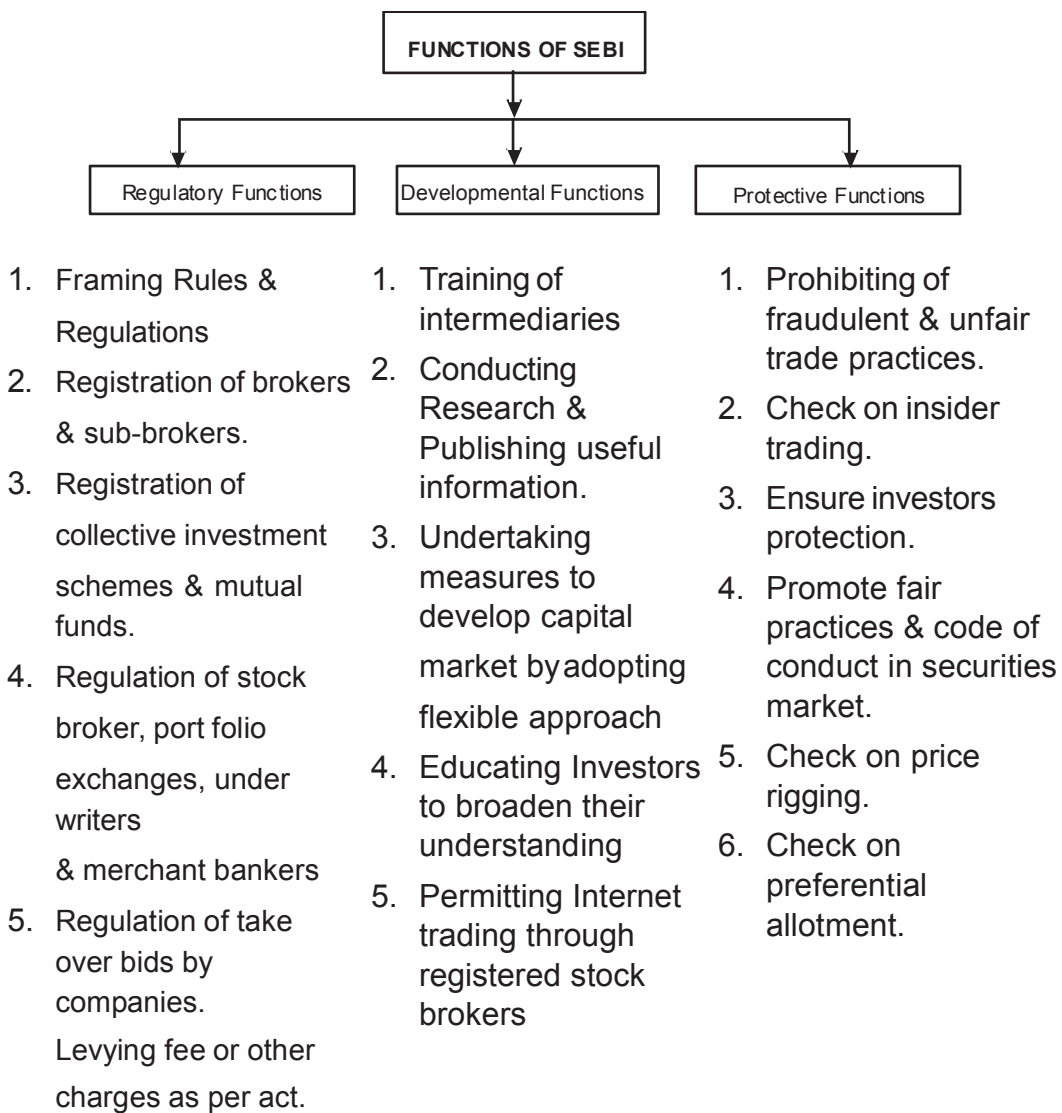 FUNCTIONS OF SEBI
Regulatory Functions
Developmental Functions
Protective Functions
1. Framing Rules &
Regulations
2. Registration of brokers
& sub-brokers.
3. Registration of
collective investment
schemes & mutual
funds.
4. Regulation of stock
broker, port folio
exchanges, under
writers
& merchant bankers
5. Regulation of take
over bids by
companies.
Levying fee or other
charges as per act.
1. Training of
intermediaries
2. Conducting
Research &
Publishing useful
information.
3. Undertaking
measures to
develop capital
market by adopting
flexible approach
4. Educating Investors
to broaden their
understanding
5. Permitting Internet
trading through
registered stock
brokers
1. Prohibiting of
fraudulent & unfair
trade practices.
2. Check on insider
trading.
3. Ensure investors
protection.
4. Promote fair
practices & code of
conduct in securities
market.
5. Check on price
rigging.
6. Check on
preferential
allotment.